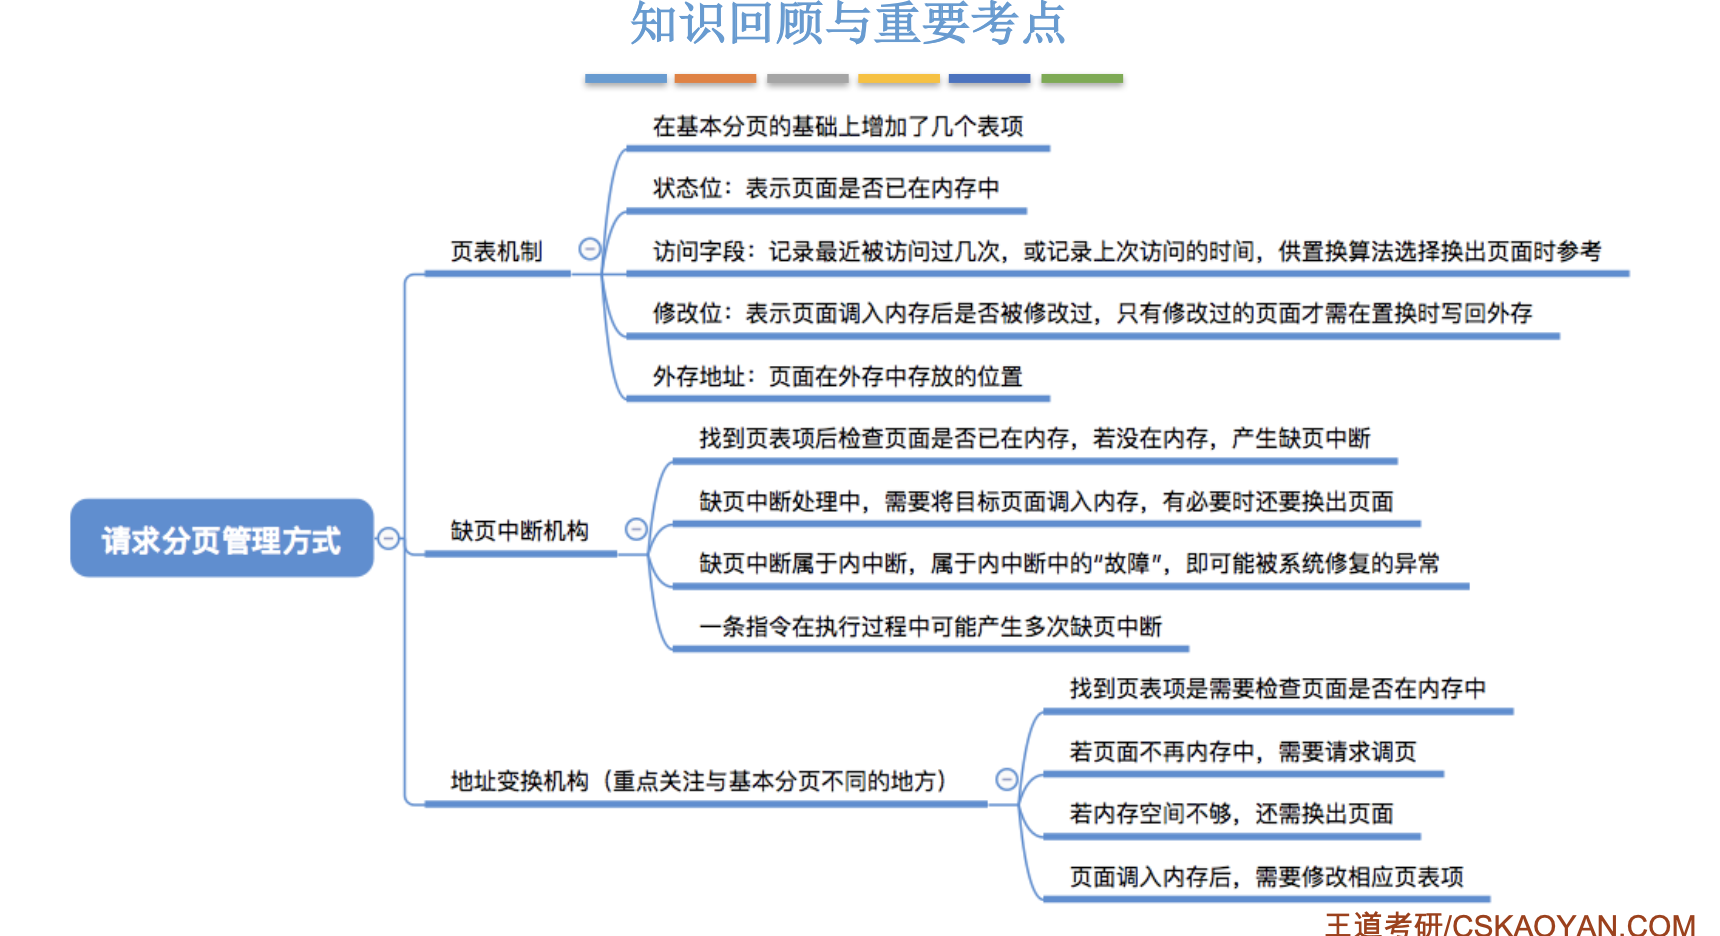 知识回顾与重要考点
在基本分页的基础上增加了几个表项
状态位：表示页面是否已在内存中
页表机制
访问字段：记录最近被访问过几次，或记录上次访问的时间，供置换算法选择换出页面时参考
修改位：表示页面调入内存后是否被修改过，只有修改过的页面才需在置换时写回外存
外存地址：页面在外存中存放的位置
找到页表项后检查页面是否已在内存，若没在内存，产生缺页中断
缺页中断处理中，需要将目标页面调入内存，有必要时还要换出页面
请求分页管理方式
缺页中断机构
缺页中断属于内中断，属于内中断中的“故障”，即可能被系统修复的异常
一条指令在执行过程中可能产生多次缺页中断
找到页表项是需要检查页面是否在内存中
若页面不再内存中，需要请求调页
地址变换机构（重点关注与基本分页不同的地方）
若内存空间不够，还需换出页面
页面调入内存后，需要修改相应页表项
王道考研/CSKAOYAN.COM